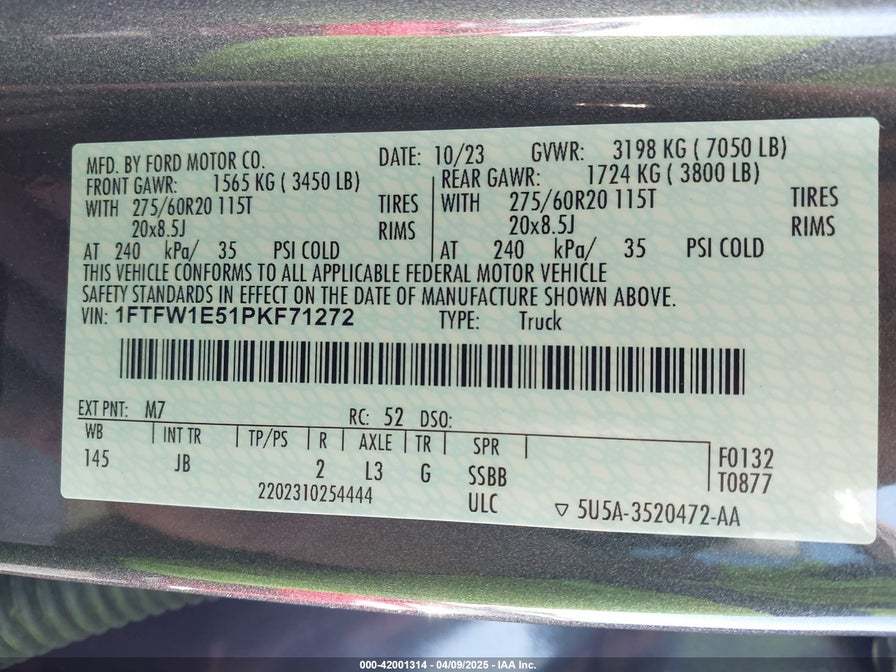 MFD. BY FORD MOTOR CO. DATE: 10/23 GVWR: 3198 KG ( 7050 LB)
FRONT GAWR: 1565 KG ( 3450 LB) REAR GAWR: 1724 KG ( 3800 LB)
WITH 275/60R20 115T TIRES WITH 275/60R20 115T TIRES
20x8.5J RIMS 20x8.5J RIMS
AT 240 kPa/ 35 PSI COLD AT 240 kPa/ 35 PSI COLD
THIS VEHICLE CONFORMS TO ALL APPLICABLE FEDERAL MOTOR VEHICLE
SAFETY STANDARDS IN EFFECT ON THE DATE OF MANUFACTURE SHOWN ABOVE.
VIN: 1FTFW1E51PKF71272 TYPE: Truck
EXT PNT: M7 RC: 52 DSO:
WB INT TR TP/PS R AXLE TR SPR
145 JB 2 L3 G SSBB F0132
T0877
2202310254444 ULC ▽ 5U5A-3520472-AA
000-42001314 - 04/09/2025 - IAA Inc.